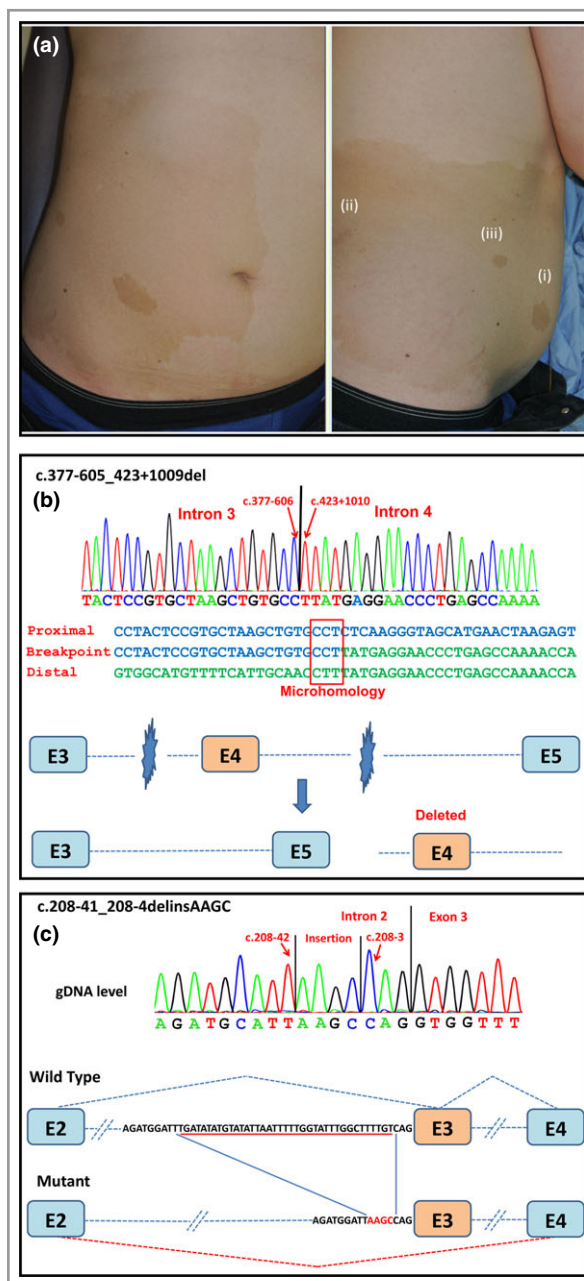 (a)
(ii)
(iii)
(i)
c.377-605_423+1009del
(b)
c.377-606
c.423+1010
Intron 3
Intron 4
TACTCCGTGCTAAGCTGTGCCTTATGAGGAACCCTGAGCCAAAA
Proximal CCTACTCCGTGCTAAGCTGTGCCTCTCAAGGGTAGCATGAACTAAGAGT
Breakpoint CCTACTCCGTGCTAAGCTGTGCCTTATGAGGAACCCTGAGCCAAAACCA
Distal GTGGCATGTTTTCATTGCAACCTTTATGAGGAACCCTGAGCCAAAACCA
Microhomology
E3
E4
E5
Deleted
E3
E5
E4
c.208-41_208-4delinsAAGC
(c)
Intron 2
Exon 3
c.208-42
Insertion
c.208-3
gDNA level
AGATGCATTAAGCCAGGTGGTTT
Wild Type
E2
AGATGGATTTGATATATGTATATTAATTTTTGGTATTTGGCTTTTGTCAG
E3
E4
Mutant
E2
AGATGGATTAAGCCAG
E3
E4